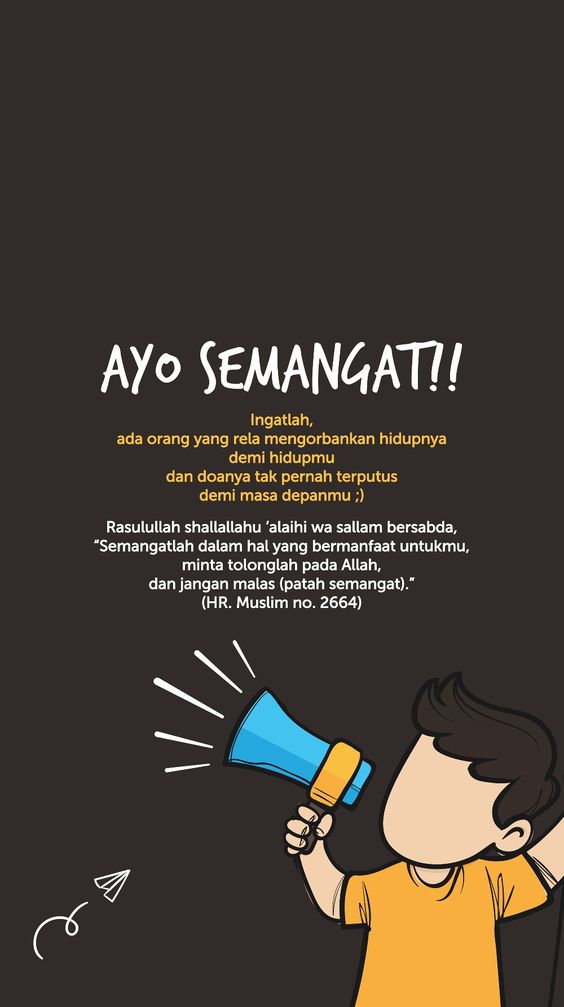 AYO SEMANGAT!!
Ingatlah,
ada orang yang rela mengorbankan hidupnya
demi hidupmu
dan doanya tak pernah terputus
demi masa depanmu ;)
Rasulullah shallallahu ‘alaihi wa sallam bersabda,
“Semangatlah dalam hal yang bermanfaat untukmu,
minta tolonglah pada Allah,
dan jangan malas (patah semangat).”
(HR. Muslim no. 2664)